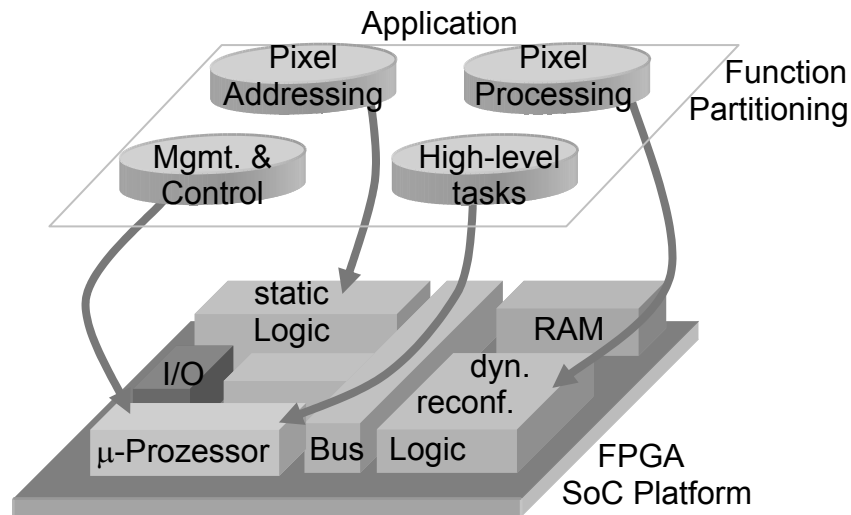 Application
Pixel
Addressing
Pixel
Processing
Function
Partitioning
Mgmt. &
Control
High-level
tasks
static
Logic
RAM
I/O
dyn.
reconf.
μ-Prozessor
Bus
Logic
FPGA
SoC Platform